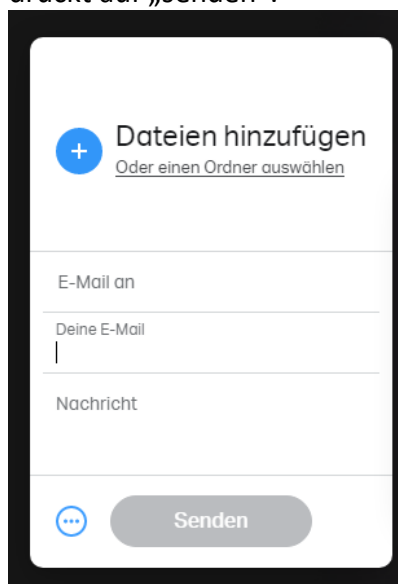 drückt auf „Senden“.
Dateien hinzufügen
Oder einen Ordner auswählen
E-Mail an
Deine E-Mail
Nachricht
Senden